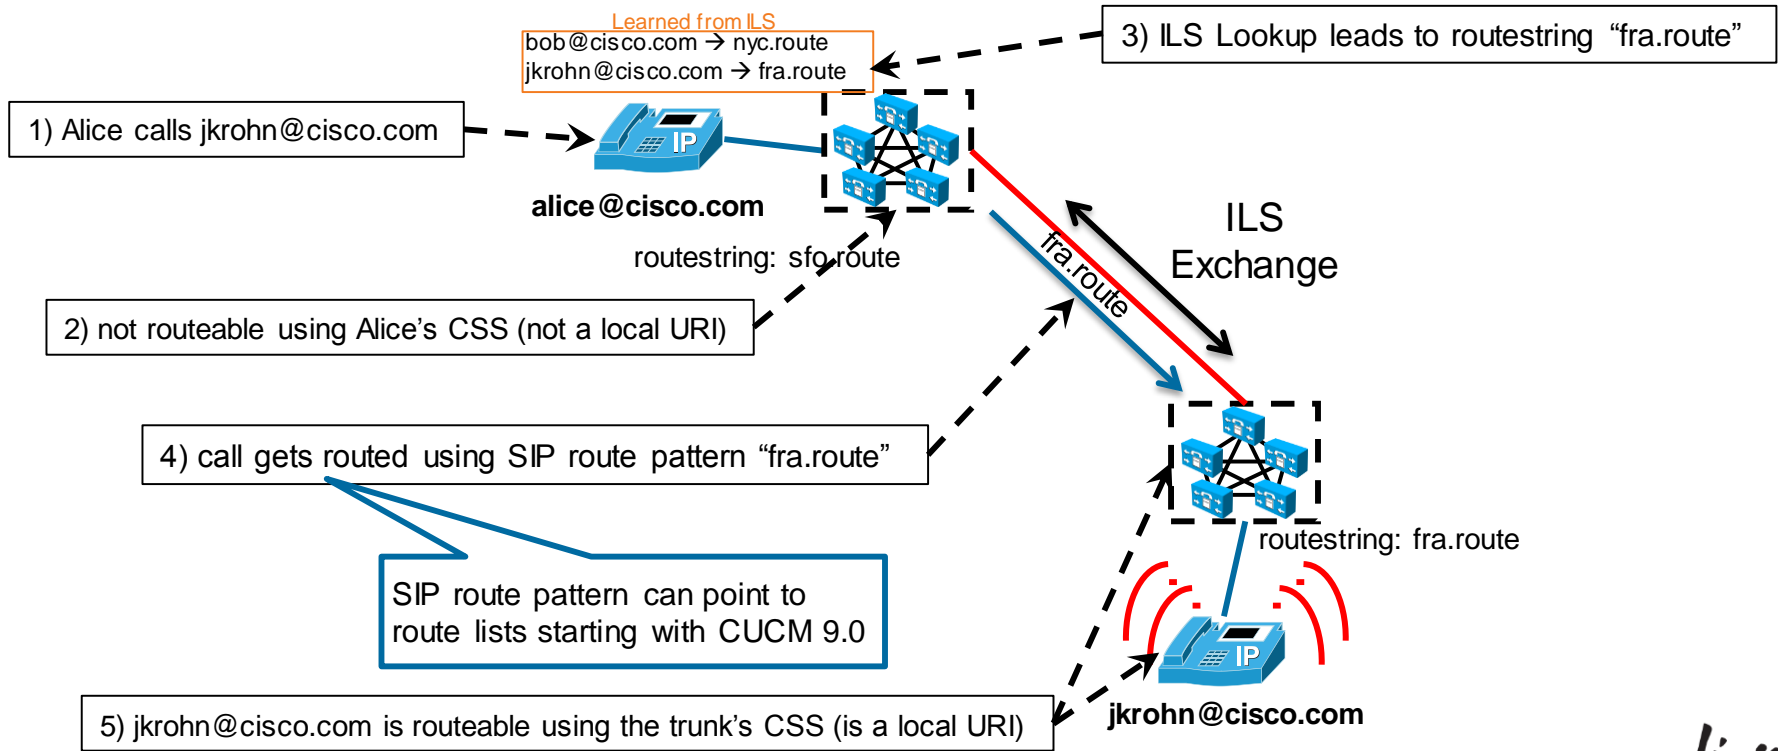 Learned from ILS
bob@cisco.com → nyc.route
jkrohn@cisco.com → fra.route
3) ILS Lookup leads to routestring “fra.route”
1) Alice calls jkrohn@cisco.com
IP
alice@cisco.com
routestring: sfo.route
ILS
Exchange
fra.route
2) not routeable using Alice’s CSS (not a local URI)
4) call gets routed using SIP route pattern “fra.route”
routestring: fra.route
SIP route pattern can point to
route lists starting with CUCM 9.0
IP
jkrohn@cisco.com
5) jkrohn@cisco.com is routeable using the trunk’s CSS (is a local URI)